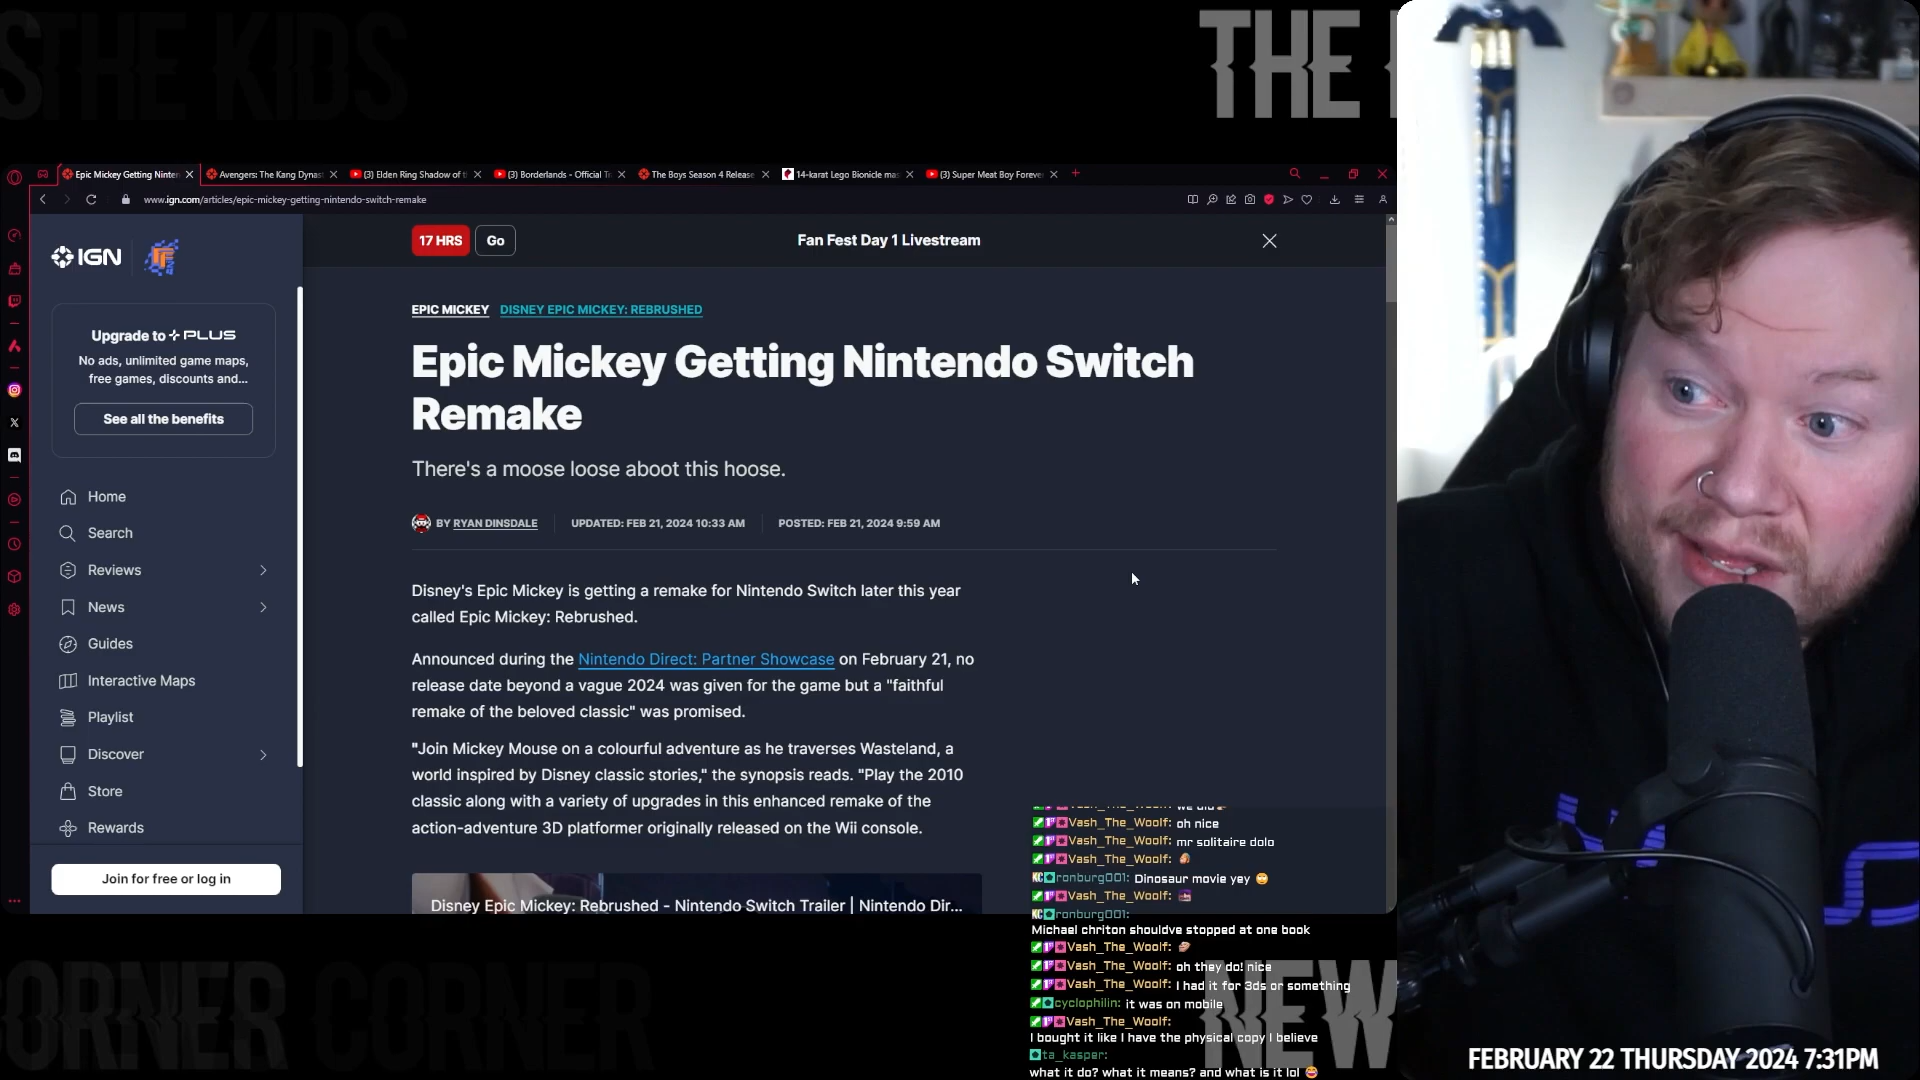 THE KIDS
THE
Epic Mickey Getting Ninten
Avengers: The Kang Dynast
(3) Elden Ring Shadow of t
(3) Borderlands - Official Tr
The Boys Season 4 Release
14-karat Lego Bionicle mas
(3) Super Meat Boy Foreve
www.ign.com/articles/epic-mickey-getting-nintendo-switch-remake
IGN
17 HRS
Go
Fan Fest Day 1 Livestream
Upgrade to PLUS
No ads, unlimited game maps,
free games, discounts and...
See all the benefits
Home
Search
Reviews
News
Guides
Interactive Maps
Playlist
Discover
Store
Rewards
Join for free or log in
EPIC MICKEY DISNEY EPIC MICKEY: REBRUSHED
Epic Mickey Getting Nintendo Switch
Remake
There's a moose loose aboot this hoose.
BY RYAN DINSDALE UPDATED: FEB 21, 2024 10:33 AM POSTED: FEB 21, 2024 9:59 AM
Disney's Epic Mickey is getting a remake for Nintendo Switch later this year
called Epic Mickey: Rebrushed.
Announced during the Nintendo Direct: Partner Showcase on February 21, no
release date beyond a vague 2024 was given for the game but a "faithful
remake of the beloved classic" was promised.
"Join Mickey Mouse on a colourful adventure as he traverses Wasteland, a
world inspired by Disney classic stories," the synopsis reads. "Play the 2010
classic along with a variety of upgrades in this enhanced remake of the
action-adventure 3D platformer originally released on the Wii console.
Disney Epic Mickey: Rebrushed - Nintendo Switch Trailer | Nintendo Dir...
Vash_The_Woolf: oh nice
Vash_The_Woolf: mr solitaire dolo
Vash_The_Woolf:
ronburg001: Dinosaur movie yey 🙄
Vash_The_Woolf:
ronburg001:
Michael chriton shouldve stopped at one book
Vash_The_Woolf:
Vash_The_Woolf: oh they do! nice
Vash_The_Woolf: I had it for 3ds or something
cyclophilin: it was on mobile
Vash_The_Woolf:
I bought it like I have the physical copy I believe
ta_kasper:
what it do? what it means? and what is it lol 😂
CORNER CORNER
NEW
FEBRUARY 22 THURSDAY 2024 7:31PM